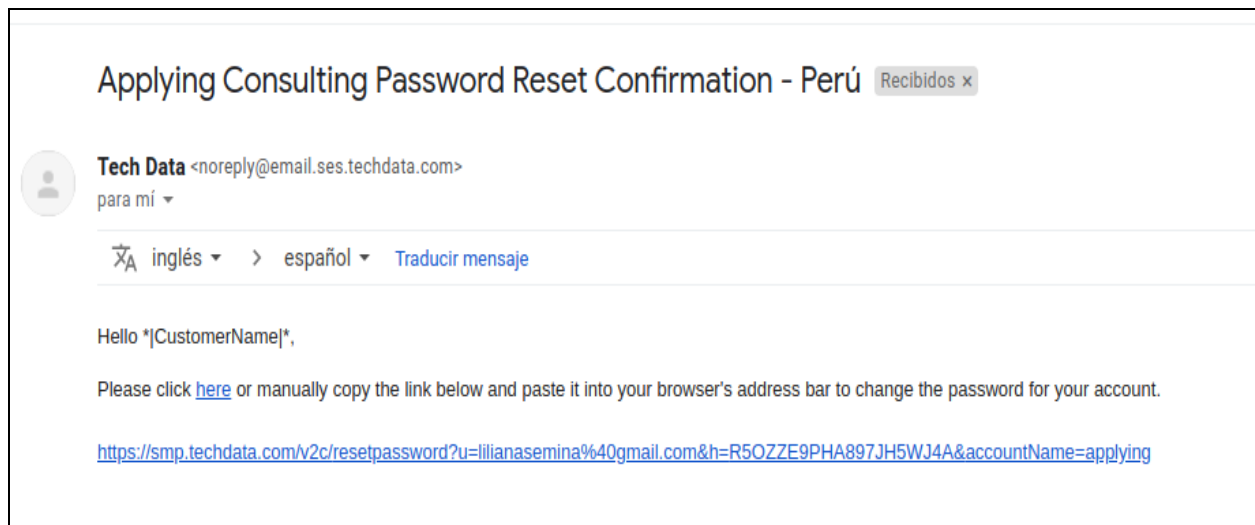 Applying Consulting Password Reset Confirmation - Perú Recibidos x
Tech Data <noreply@email.ses.techdata.com>
para mí
inglés > español Traducir mensaje
Hello *|CustomerName|*,
Please click here or manually copy the link below and paste it into your browser's address bar to change the password for your account.
https://smp.techdata.com/v2c/resetpassword?u=lilianasemina%40gmail.com&h=R5OZZE9PHA897JH5WJ4A&accountName=applying